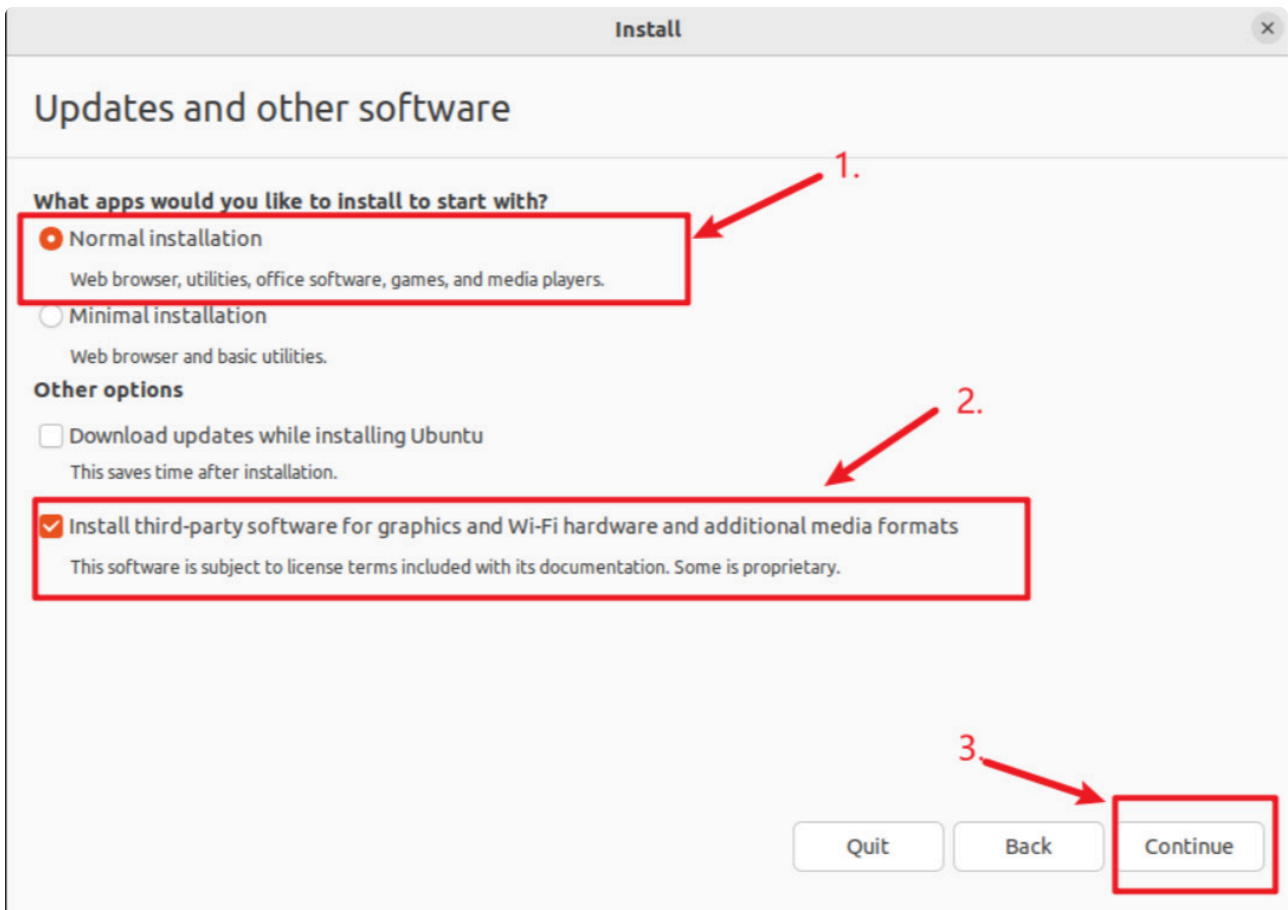 Install
Updates and other software
1.
What apps would you like to install to start with?
Normal installation
Web browser, utilities, office software, games, and media players.
Minimal installation
Web browser and basic utilities.
Other options
2.
Download updates while installing Ubuntu
This saves time after installation.
Install third-party software for graphics and Wi-Fi hardware and additional media formats
This software is subject to license terms included with its documentation. Some is proprietary.
3.
Quit Back Continue